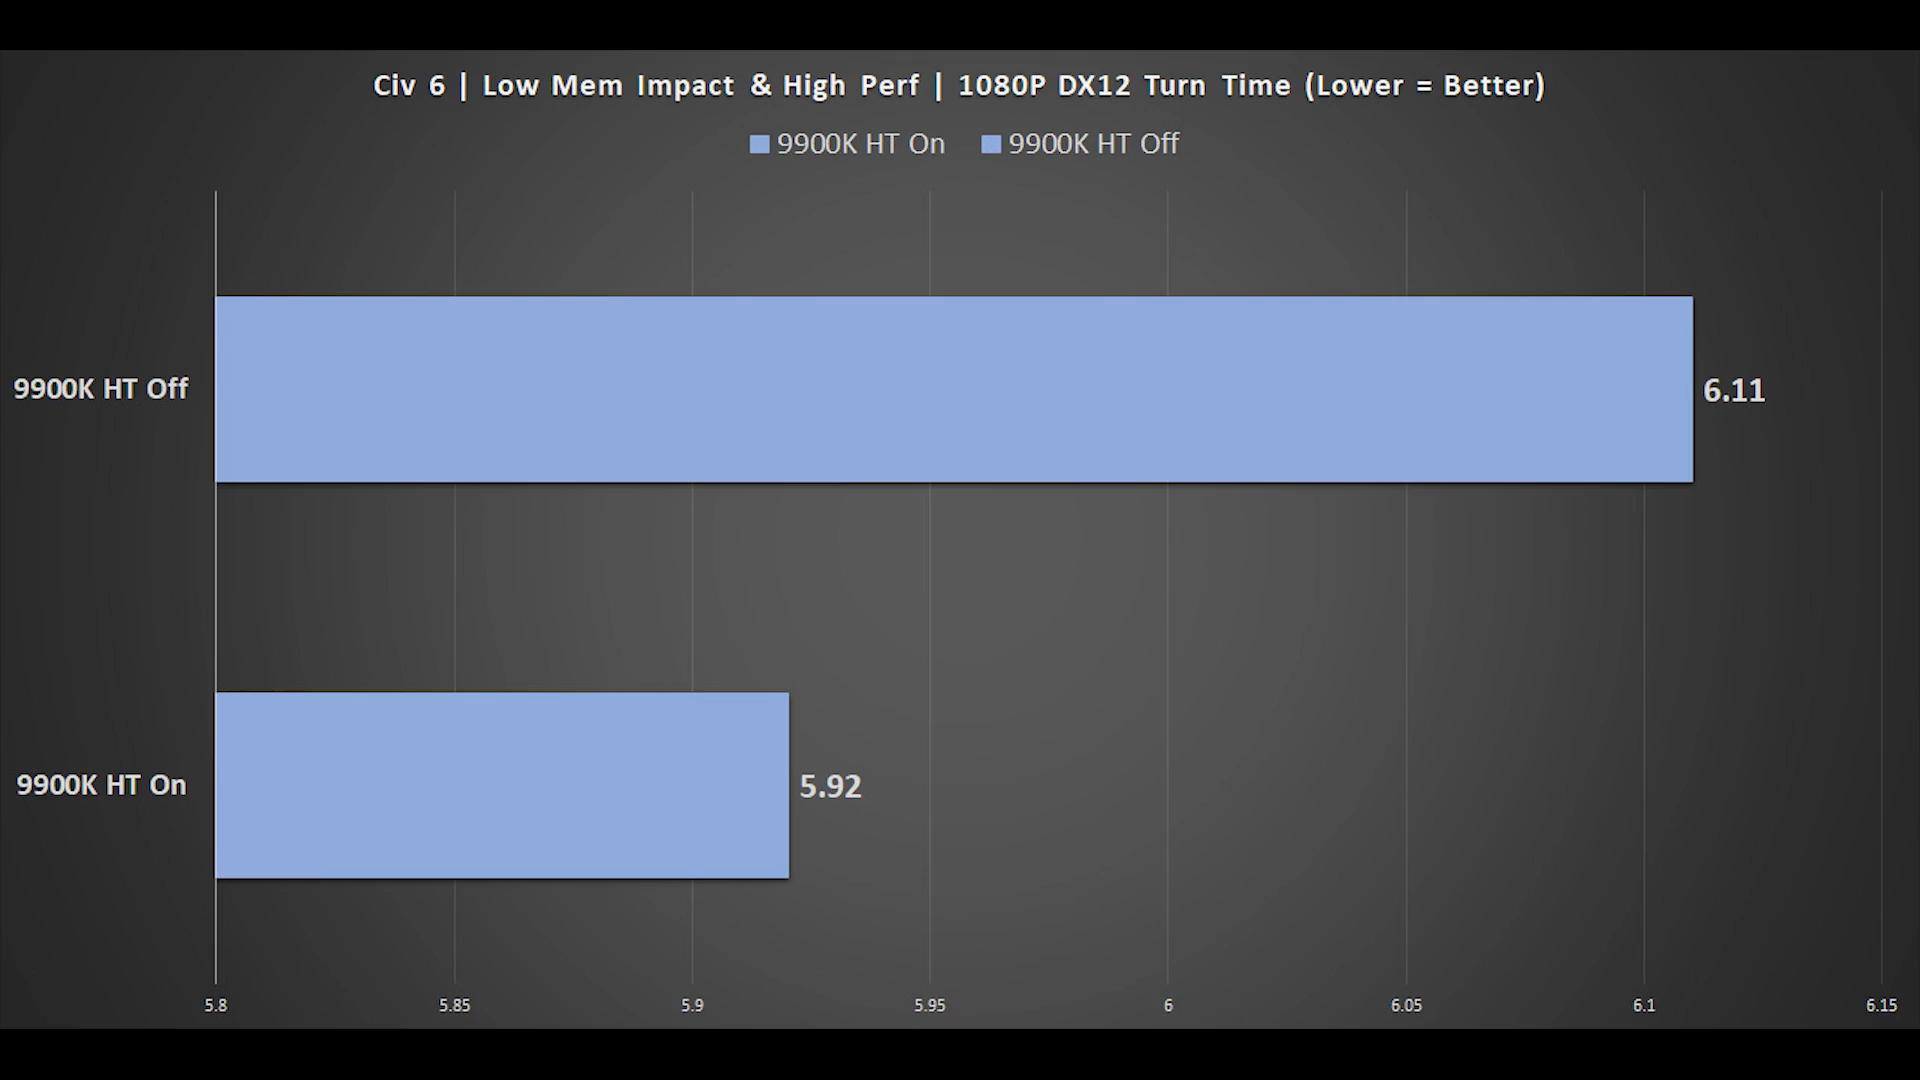 Civ 6 | Low Mem Impact & High Perf | 1080P DX12 Turn Time (Lower = Better)
9900K HT On 9900K HT Off
9900K HT Off
6.11
9900K HT On
5.92
5.8 5.85 5.9 5.95 6 6.05 6.1 6.15